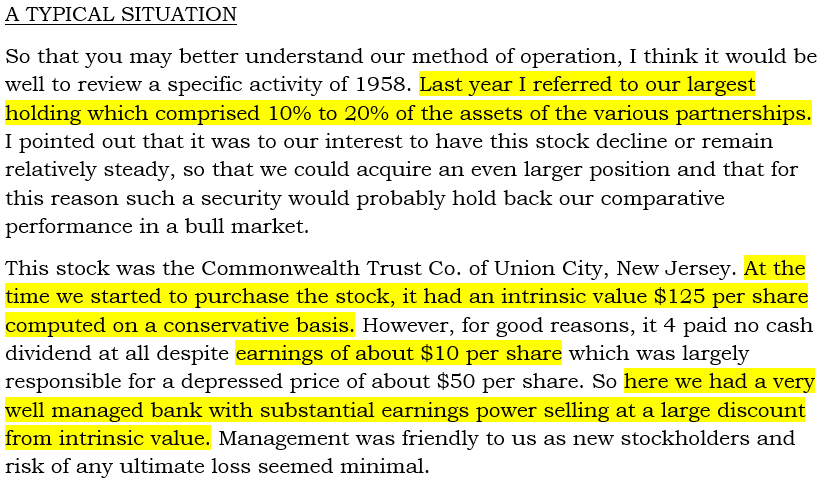 A TYPICAL SITUATION
So that you may better understand our method of operation, I think it would be
well to review a specific activity of 1958. Last year I referred to our largest
holding which comprised 10% to 20% of the assets of the various partnerships.
I pointed out that it was to our interest to have this stock decline or remain
relatively steady, so that we could acquire an even larger position and that for
this reason such a security would probably hold back our comparative
performance in a bull market.
This stock was the Commonwealth Trust Co. of Union City, New Jersey. At the
time we started to purchase the stock, it had an intrinsic value $125 per share
computed on a conservative basis. However, for good reasons, it 4 paid no cash
dividend at all despite earnings of about $10 per share which was largely
responsible for a depressed price of about $50 per share. So here we had a very
well managed bank with substantial earnings power selling at a large discount
from intrinsic value. Management was friendly to us as new stockholders and
risk of any ultimate loss seemed minimal.